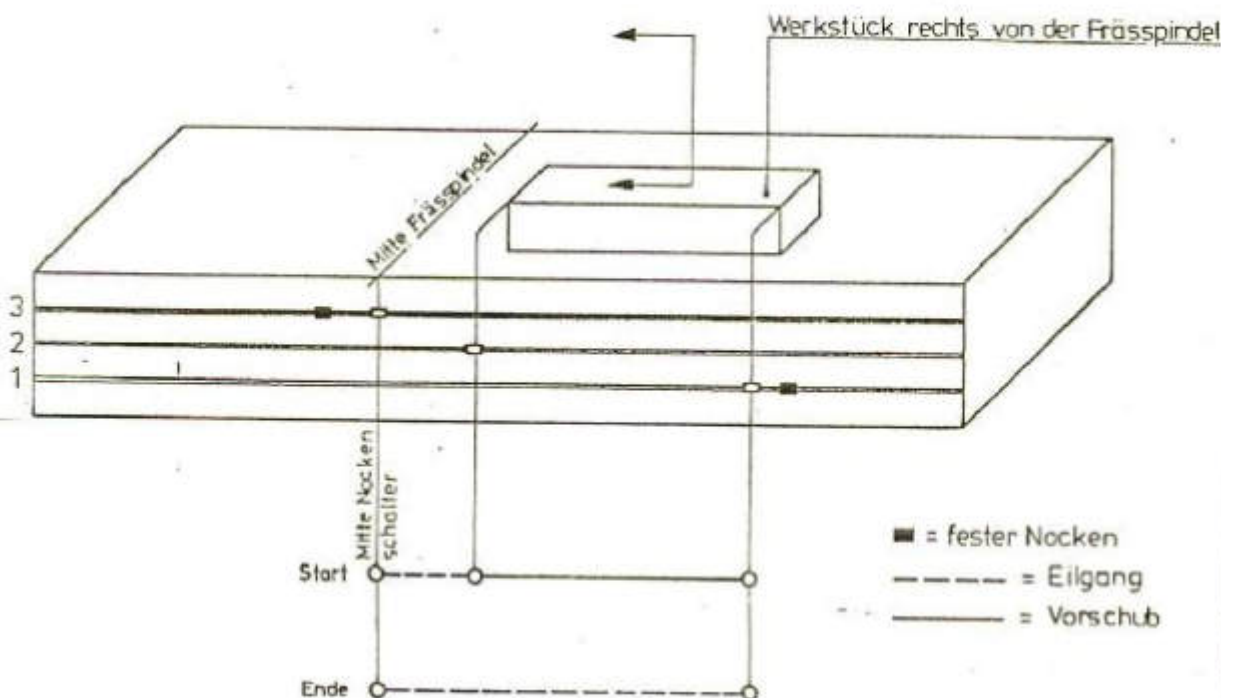 Werkstück rechts von der Frässpindel
Mitte Frässpindel
3
2
1
Mitte Nocken
schalter
Start
Ende
■ = fester Nocken
= Eilgang
= Vorschub